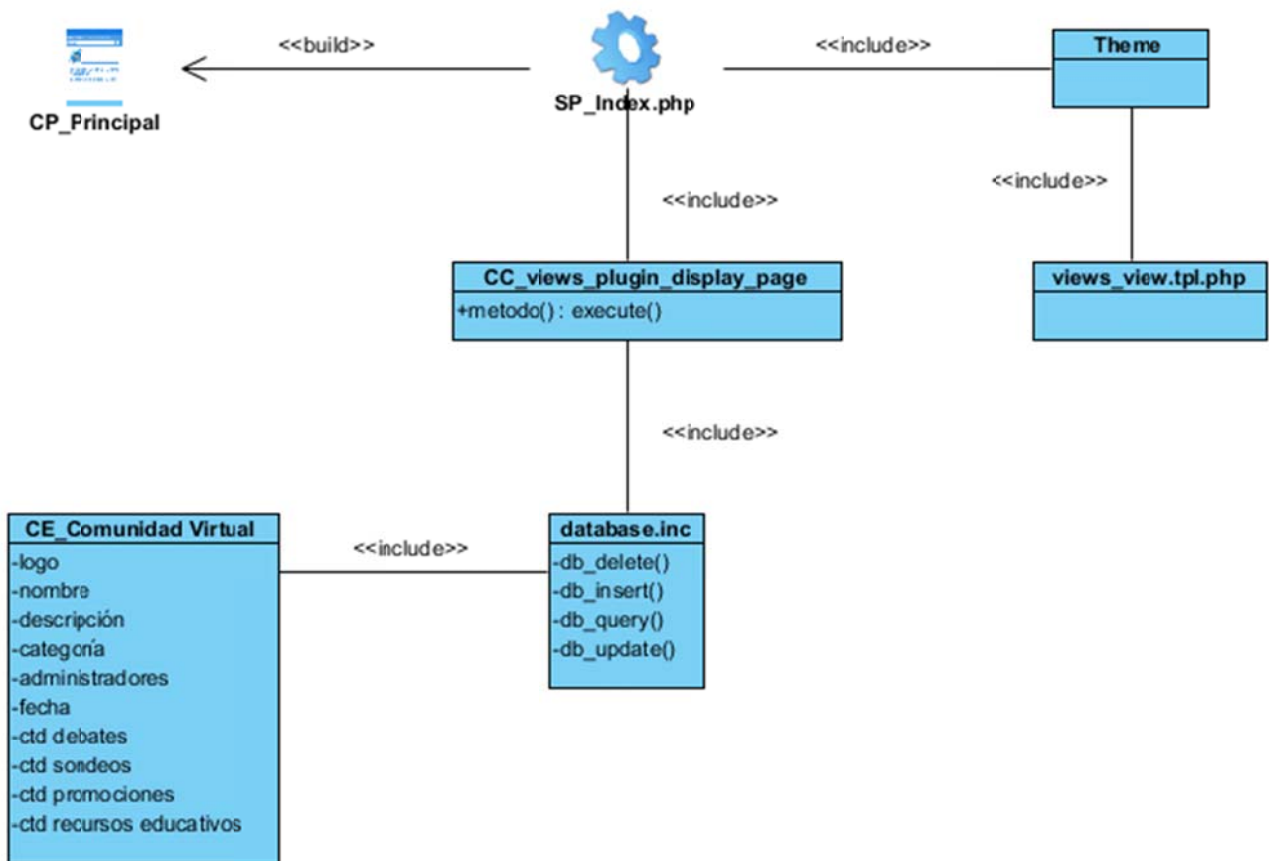 <<build>>
<<include>>
Theme
SP_Index.php
CP_Principal
<<include>>
<<include>>
CC_views_plugin_display_page
+metodo() : execute()
views_view.tpl.php
<<include>>
CE_Comunidad Virtual
-logo
-nombre
-descripción
-categoría
-administradores
-fecha
-ctd debates
-ctd sondeos
-ctd promociones
-ctd recursos educativos
<<include>>
database.inc
-db_delete()
-db_insert()
-db_query()
-db_update()